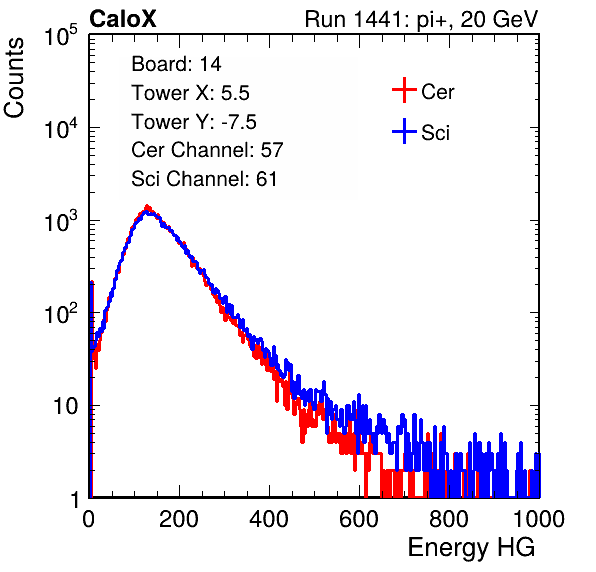 CaloX Run 1441: pi+, 20 GeV
Counts
Board: 14
Tower X: 5.5
Tower Y: -7.5
Cer Channel: 57
Sci Channel: 61
Cer
Sci
10^5
10^4
10^3
10^2
10
1
0 200 400 600 800 1000
Energy HG